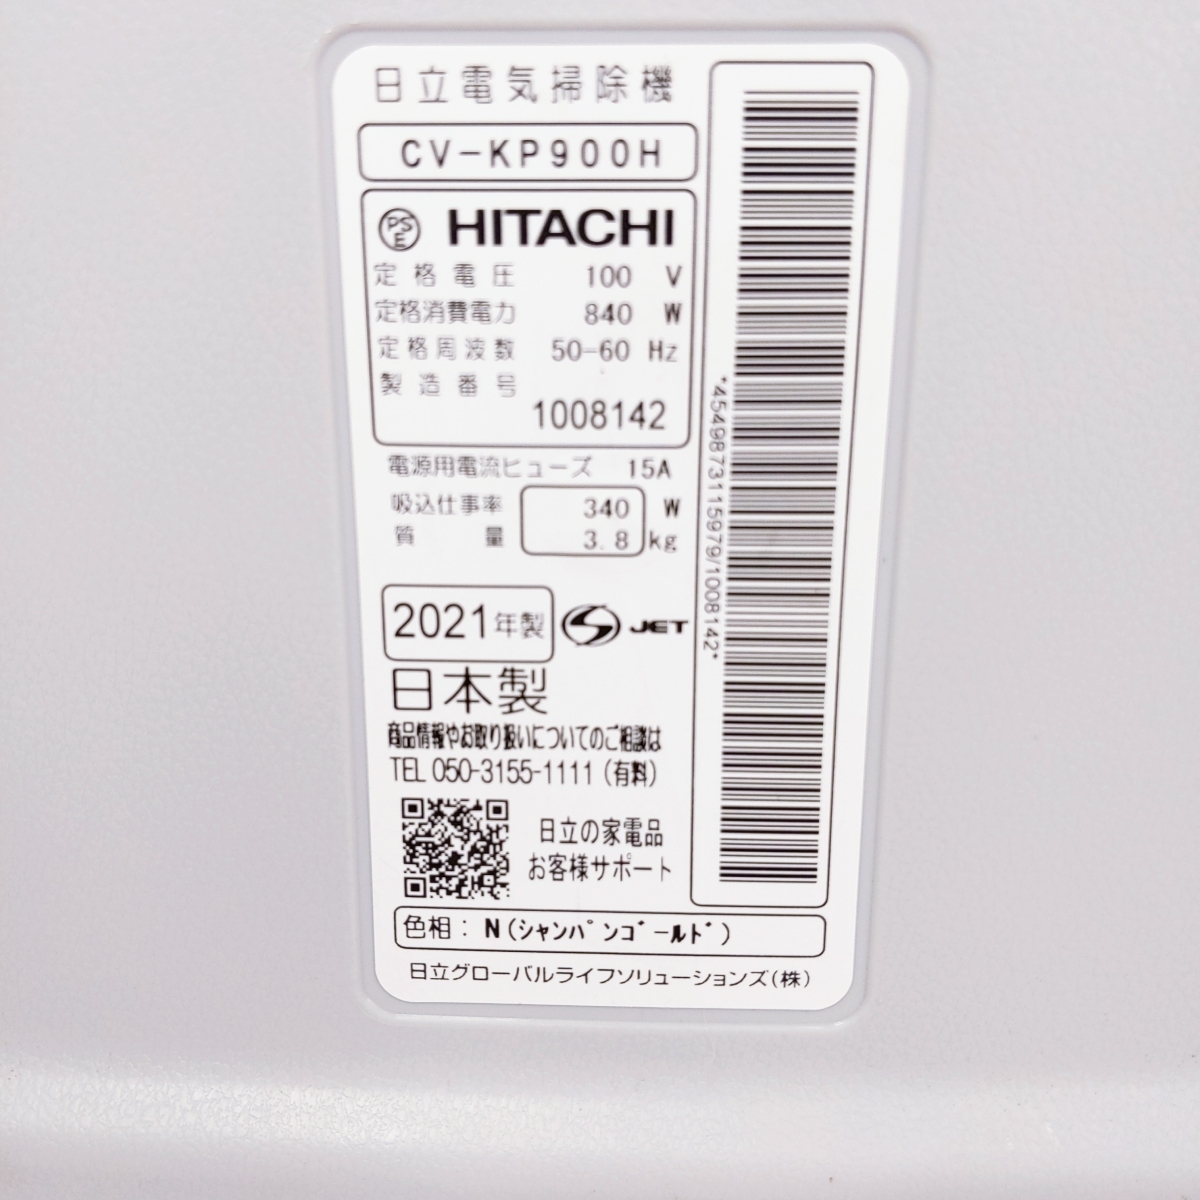 日立電気掃除機
CV-KP900H
PSE HITACHI
定格電圧 100 V
定格消費電力 840 W
定格周波数 50-60 Hz
製造番号
1008142
電源用電流ヒューズ 15A
吸込仕事率 340 W
質量 3.8 kg
2021年製 S JET
日本製
商品情報やお取り扱いについてのご相談は
TEL 050-3155-1111 (有料)
日立の家電品
お客様サポート
色相: N(シャンパンゴールド)
日立グローバルライフソリューションズ(株)
*4549873115979/1008142*